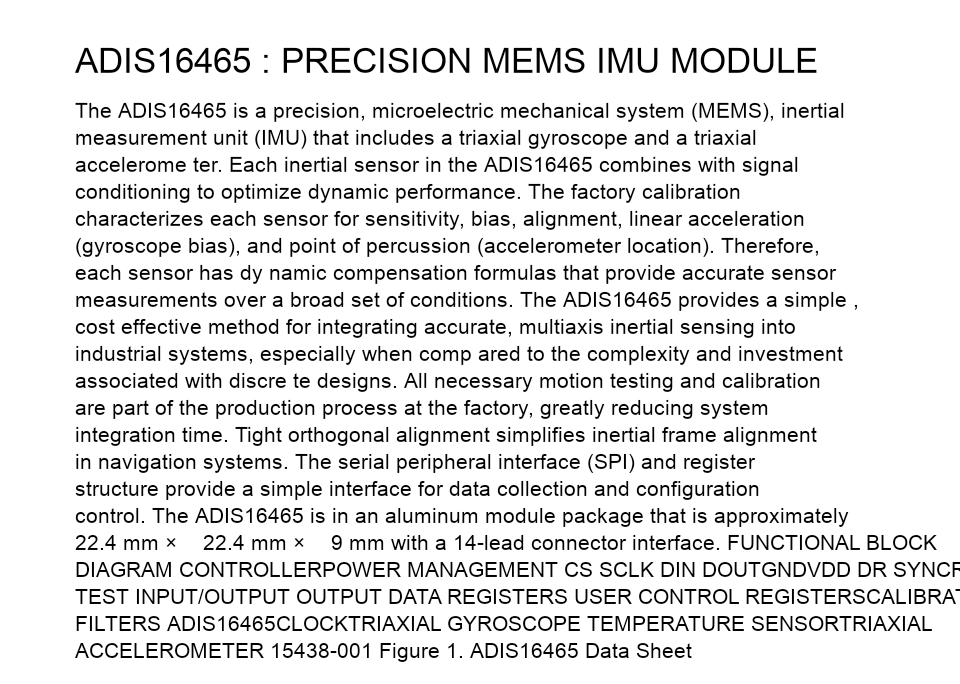 ADIS16465 : PRECISION MEMS IMU MODULE
The ADIS16465 is a precision, microelectric mechanical system (MEMS), inertial
measurement unit (IMU) that includes a triaxial gyroscope and a triaxial
accelerome ter. Each inertial sensor in the ADIS16465 combines with signal
conditioning to optimize dynamic performance. The factory calibration
characterizes each sensor for sensitivity, bias, alignment, linear acceleration
(gyroscope bias), and point of percussion (accelerometer location). Therefore,
each sensor has dy namic compensation formulas that provide accurate sensor
measurements over a broad set of conditions. The ADIS16465 provides a simple ,
cost effective method for integrating accurate, multiaxis inertial sensing into
industrial systems, especially when comp ared to the complexity and investment
associated with discre te designs. All necessary motion testing and calibration
are part of the production process at the factory, greatly reducing system
integration time. Tight orthogonal alignment simplifies inertial frame alignment
in navigation systems. The serial peripheral interface (SPI) and register
structure provide a simple interface for data collection and configuration
control. The ADIS16465 is in an aluminum module package that is approximately
22.4 mm × 22.4 mm × 9 mm with a 14-lead connector interface. FUNCTIONAL BLOCK
DIAGRAM CONTROLLERPOWER MANAGEMENT CS SCLK DIN DOUTGNDVDD DR SYNCR
TEST INPUT/OUTPUT OUTPUT DATA REGISTERS USER CONTROL REGISTERSCALIBRAT
FILTERS ADIS16465CLOCKTRIAXIAL GYROSCOPE TEMPERATURE SENSORTRIAXIAL
ACCELEROMETER 15438-001 Figure 1. ADIS16465 Data Sheet